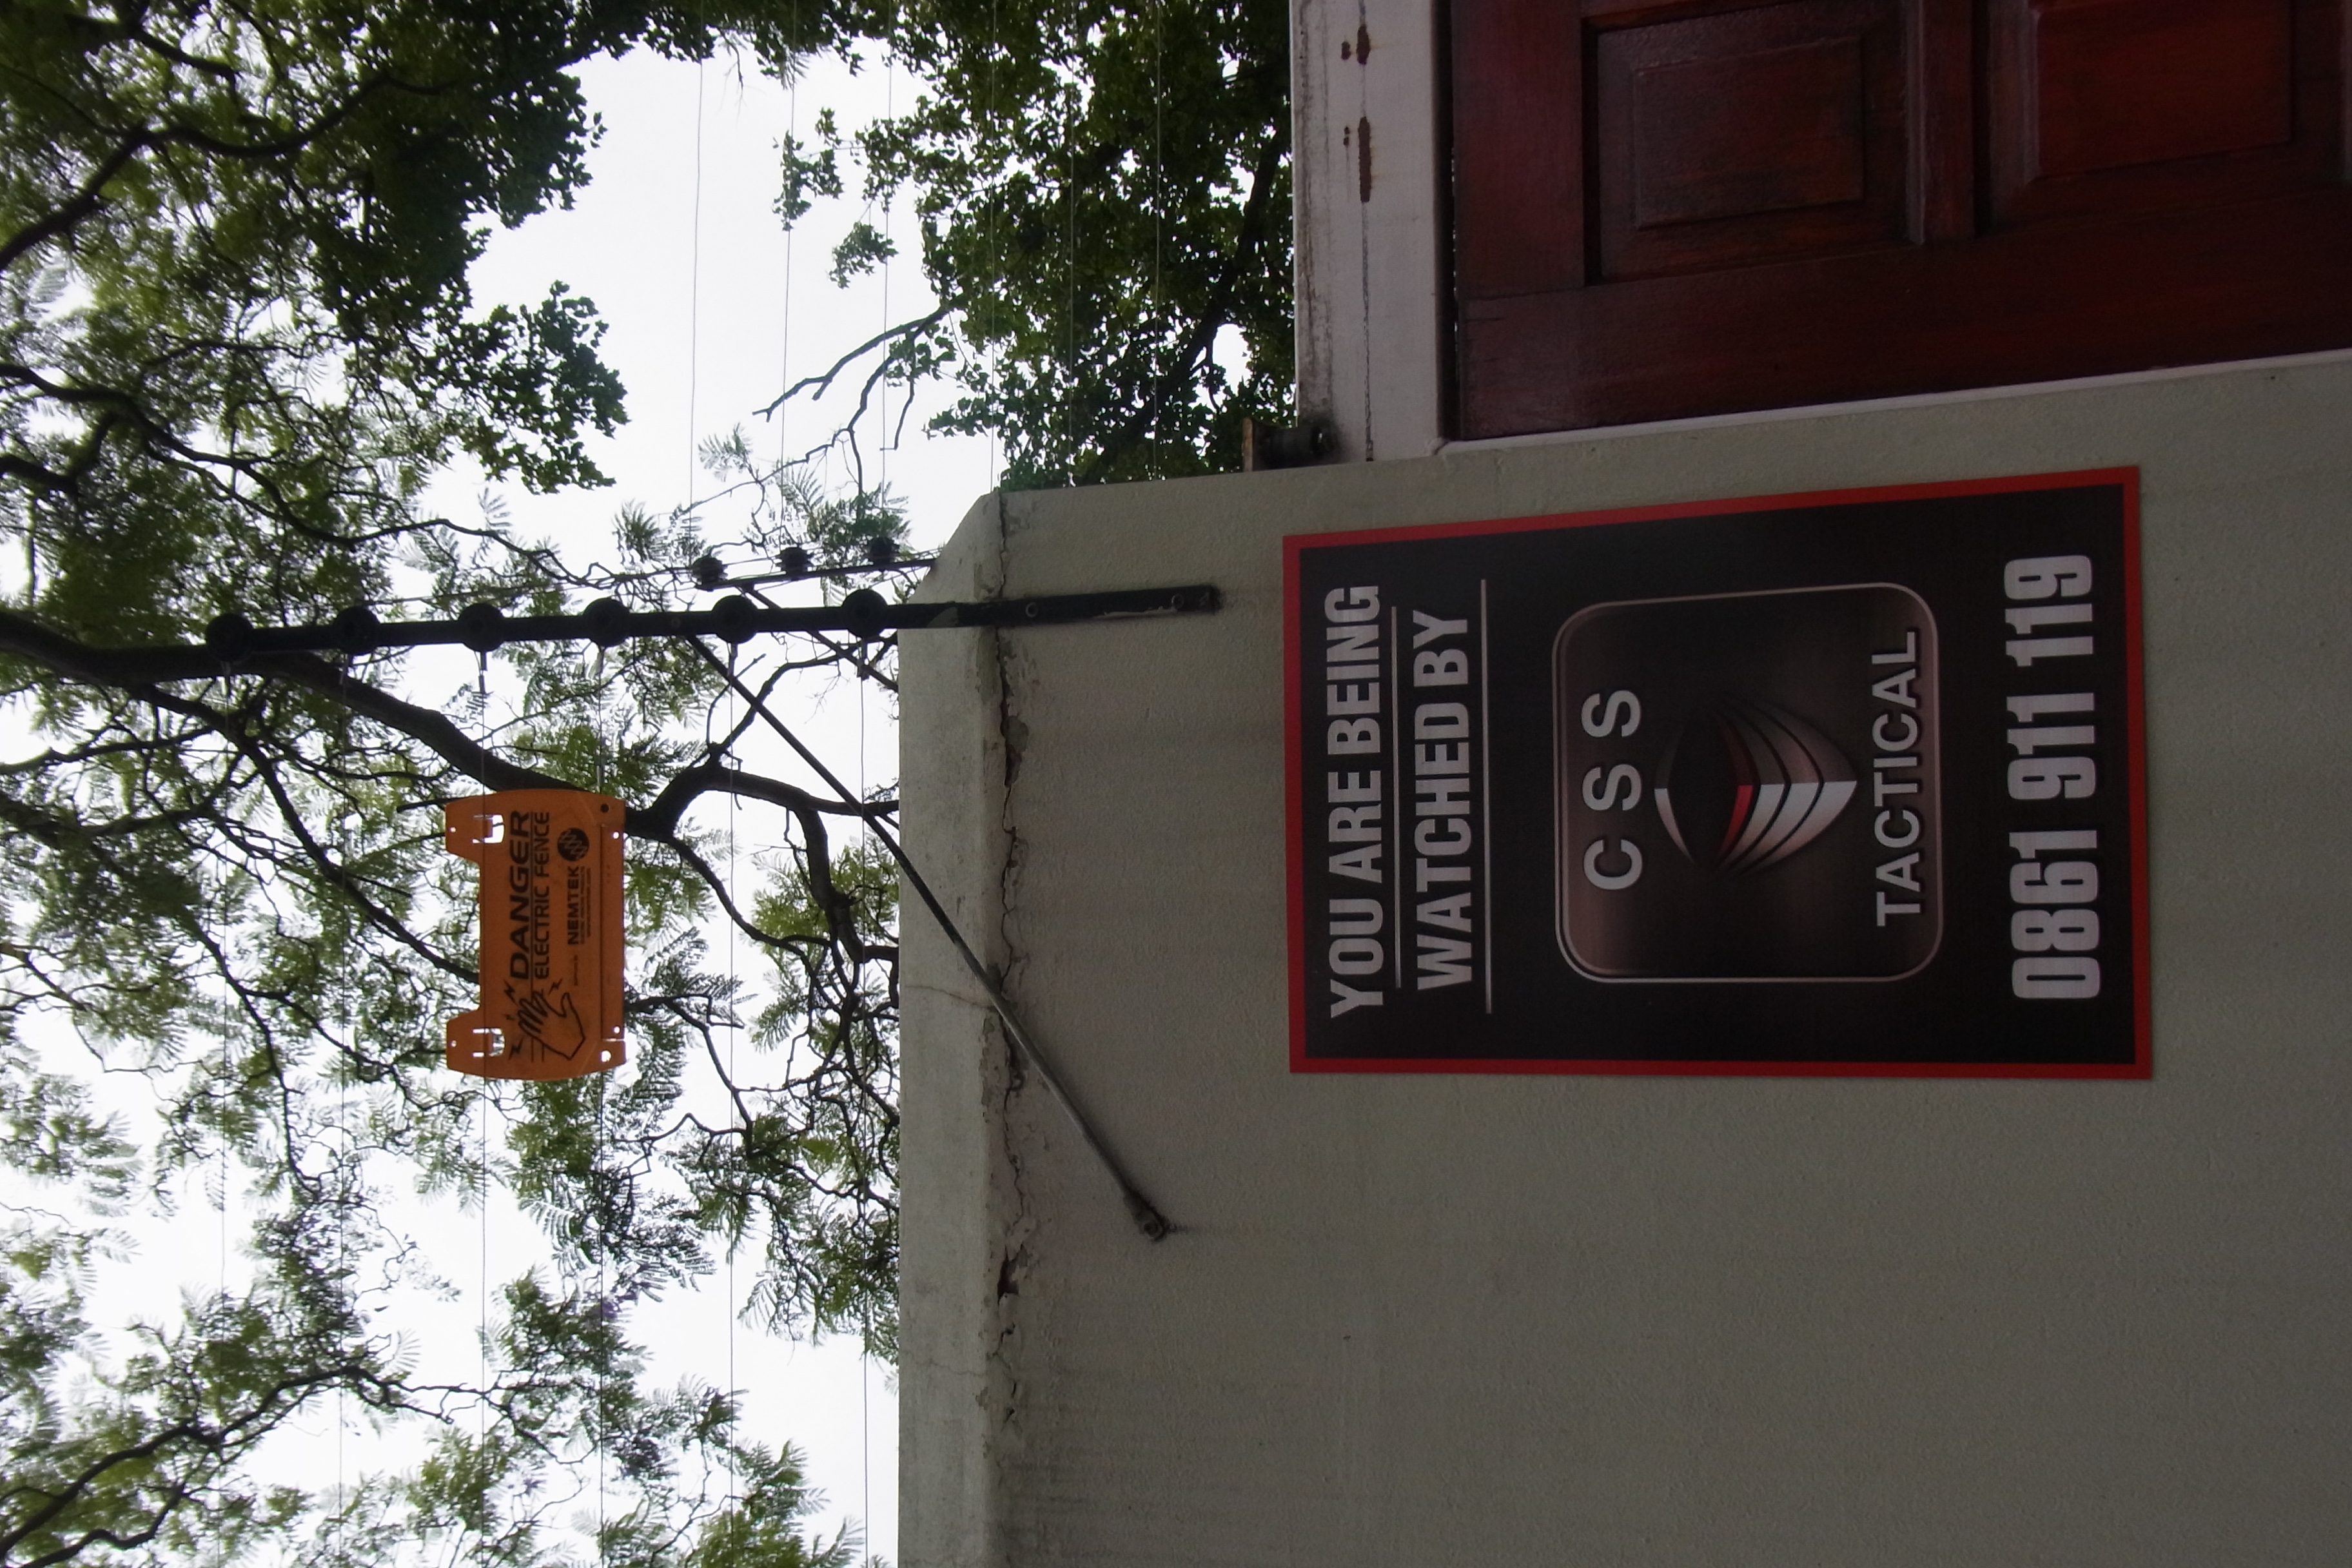 DANGER
ELECTRIC FENCE
NEMTEK
YOU ARE BEING
WATCHED BY
CSS
TACTICAL
0861 911 119